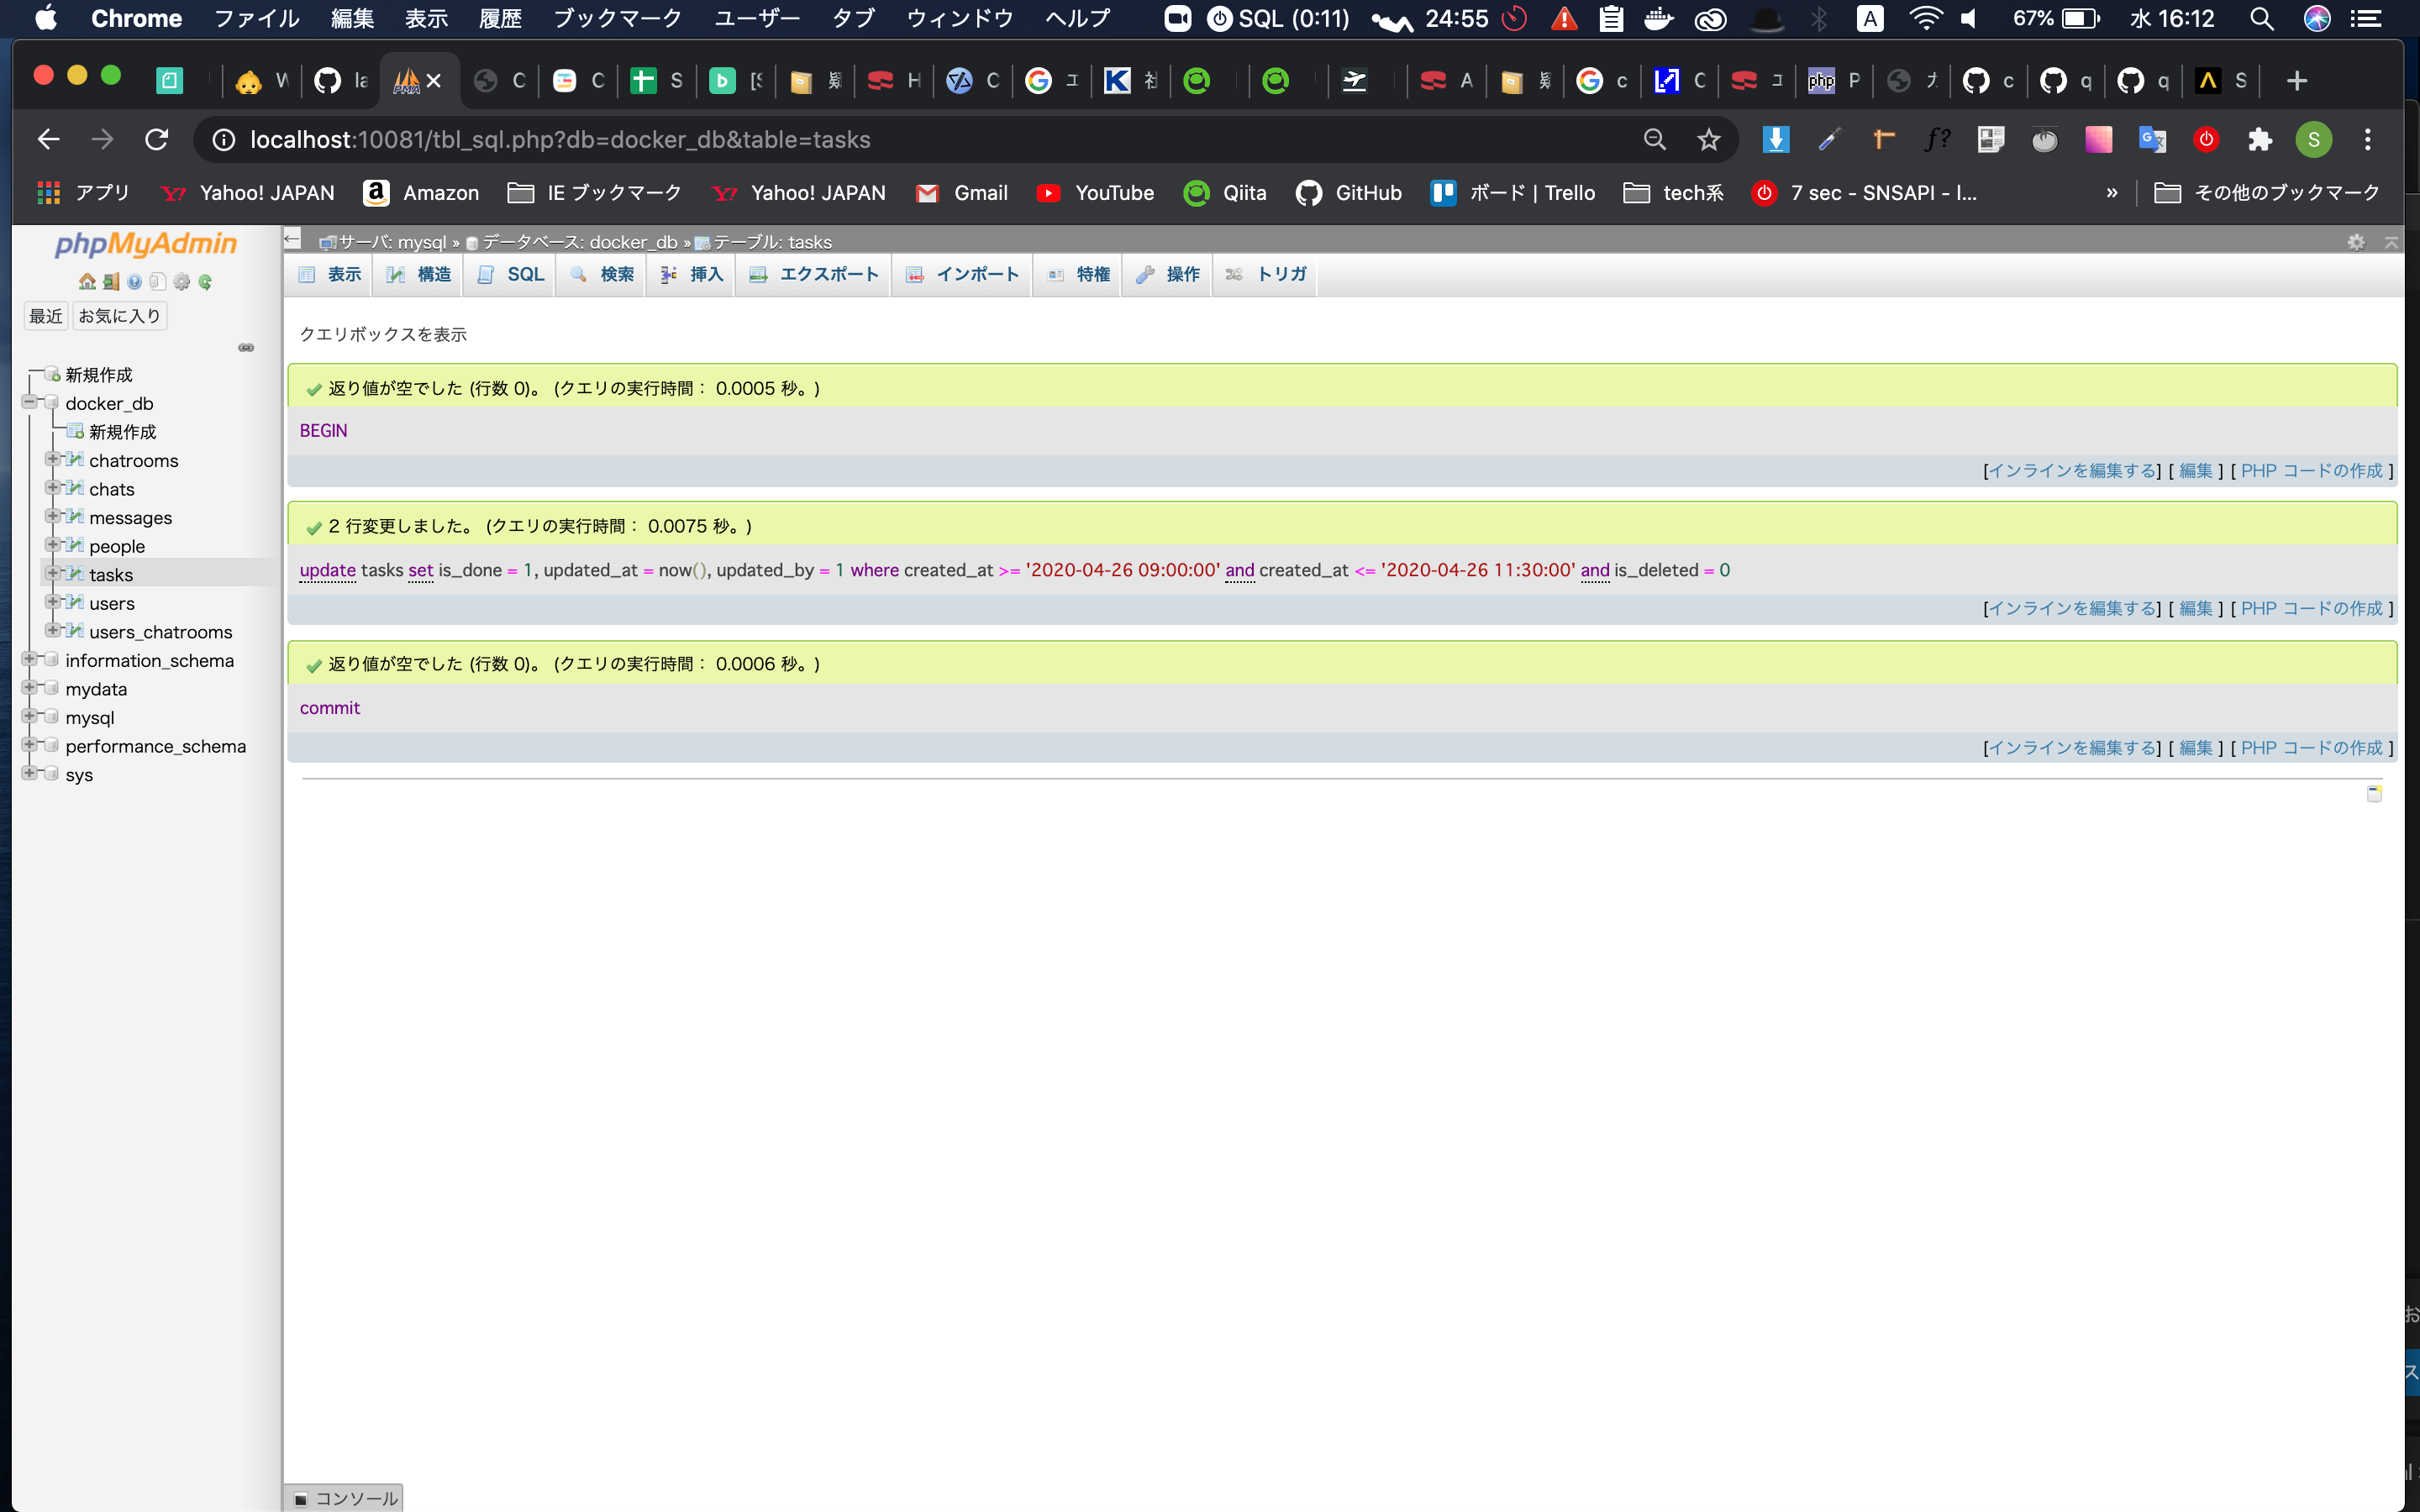 Chrome ファイル 編集 表示 履歴 ブックマーク ユーザー タブ ウィンドウ ヘルプ SQL (0:11) 24:55 A 67% 水 16:12
localhost:10081/tbl_sql.php?db=docker_db&table=tasks
アプリ Yahoo! JAPAN Amazon IE ブックマーク Yahoo! JAPAN Gmail YouTube Qiita GitHub ボード | Trello tech系 7 sec - SNSAPI - I... » その他のブックマーク
phpMyAdmin
最近 お気に入り
新規作成
docker_db
新規作成
chatrooms
chats
messages
people
tasks
users
users_chatrooms
information_schema
mydata
mysql
performance_schema
sys
サーバ: mysql » データベース: docker_db » テーブル: tasks
表示 構造 SQL 検索 挿入 エクスポート インポート 特権 操作 トリガ
クエリボックスを表示
返り値が空でした (行数 0)。 (クエリの実行時間： 0.0005 秒。)
BEGIN
[インラインを編集する] [ 編集 ] [ PHP コードの作成 ]
2 行変更しました。 (クエリの実行時間： 0.0075 秒。)
update tasks set is_done = 1, updated_at = now(), updated_by = 1 where created_at >= '2020-04-26 09:00:00' and created_at <= '2020-04-26 11:30:00' and is_deleted = 0
[インラインを編集する] [ 編集 ] [ PHP コードの作成 ]
返り値が空でした (行数 0)。 (クエリの実行時間： 0.0006 秒。)
commit
[インラインを編集する] [ 編集 ] [ PHP コードの作成 ]
コンソール